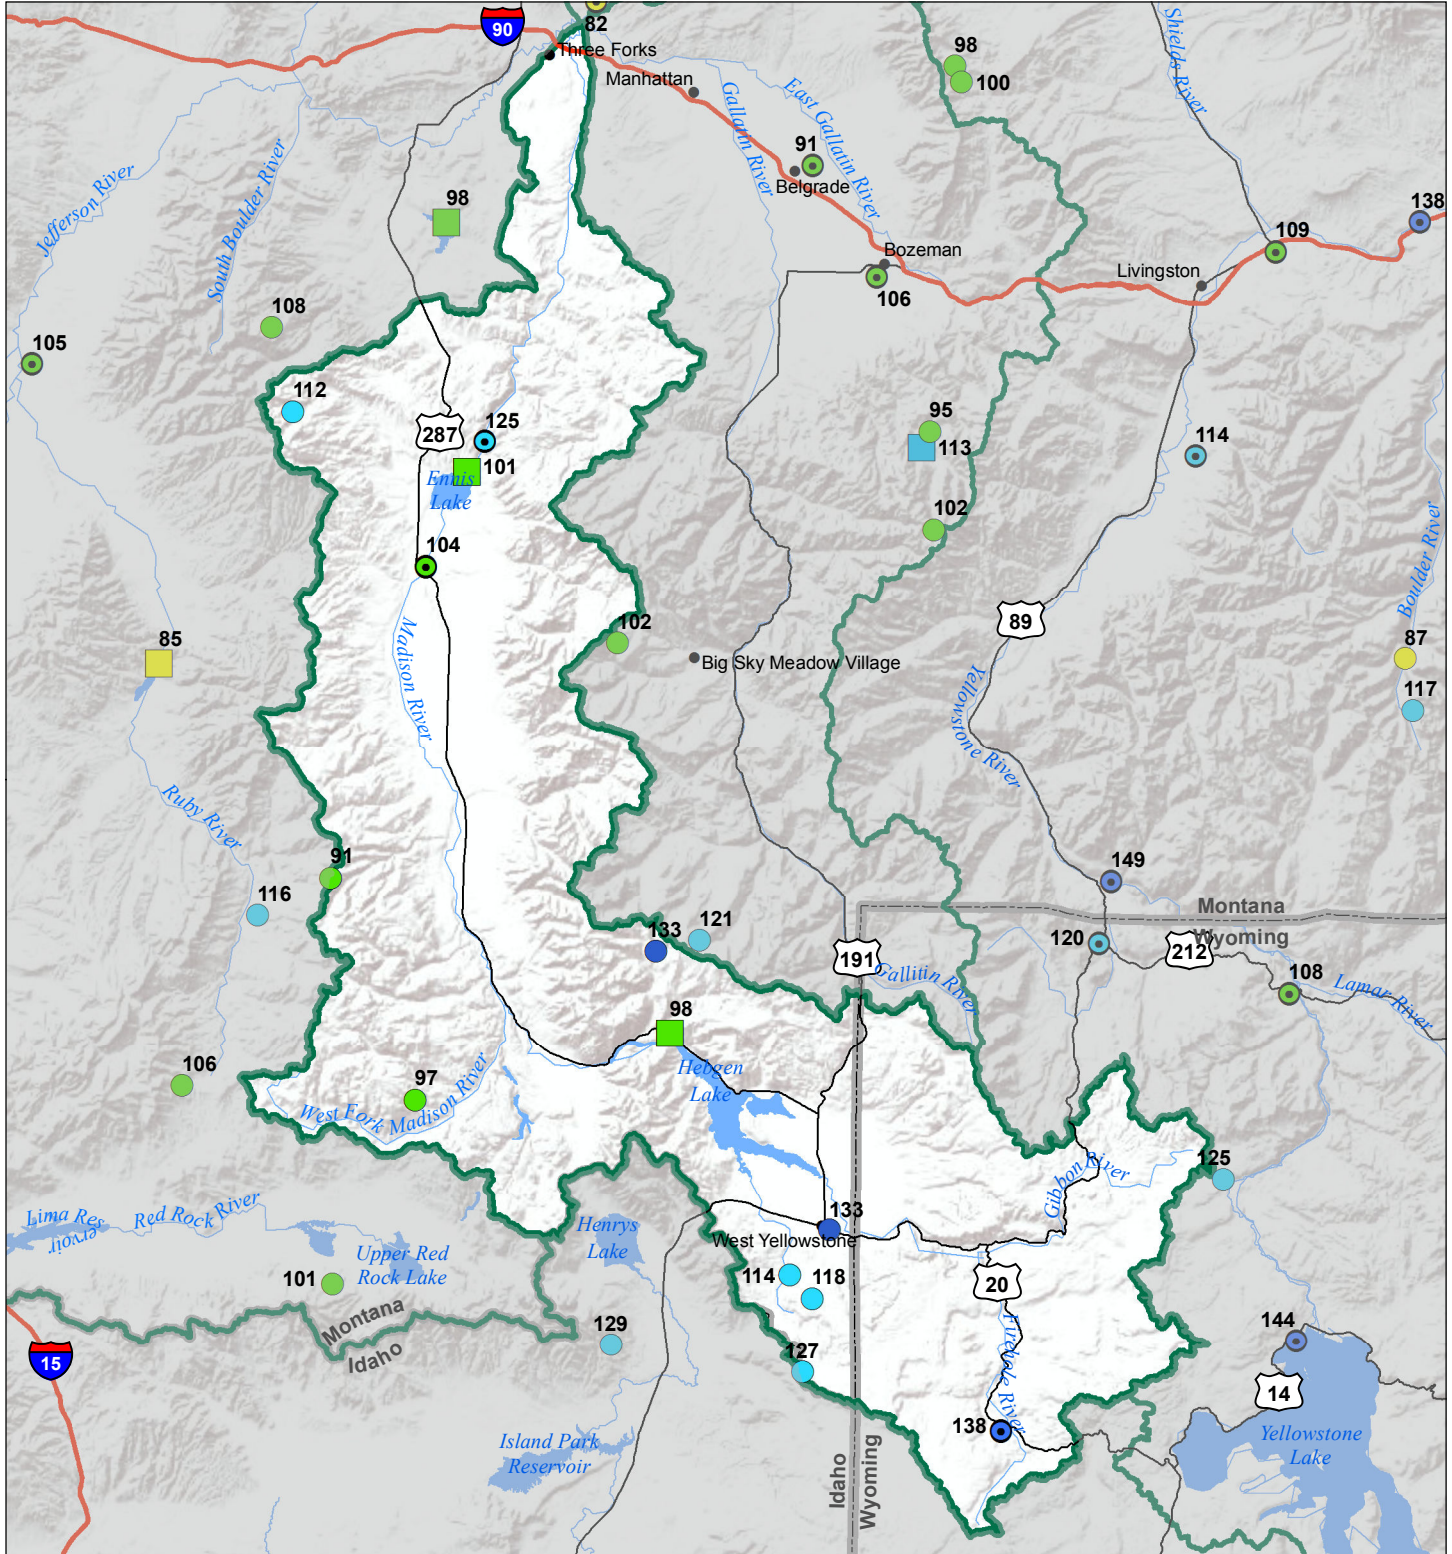 90
82
Three Forks
Manhattan
98
100
Shields River
Gallatin River
East Gallatin River
91
Belgrade
Jefferson River
South Boulder River
98
138
109
Bozeman
106
Livingston
108
105
112
287
125
101
Ennis
Lake
95
113
114
102
104
Boulder River
89
85
102
Madison River
Big Sky Meadow Village
87
117
Yellowstone River
Ruby River
91
116
149
Montana
Wyoming
133
121
120
212
191
Gallitin River
108
Lamar River
98
106
97
Hebgen
Lake
West Fork Madison River
125
Gibbon River
Lima Reservoir
Red Rock River
Henrys
Lake
133
West Yellowstone
Upper Red
Rock Lake
114
118
20
101
Montana
Idaho
129
127
Firehole River
144
15
14
138
Yellowstone
Lake
Island Park
Reservoir
Idaho
Wyoming